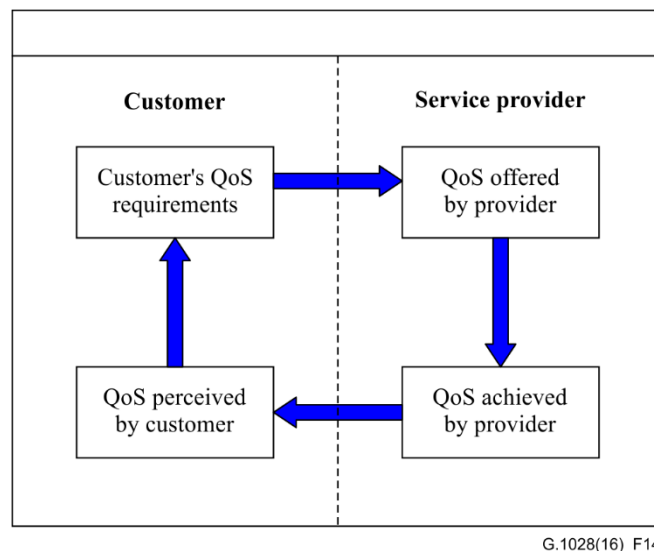 Customer
Service provider
Customer's QoS
requirements
QoS offered
by provider
QoS perceived
by customer
QoS achieved
by provider
G.1028(16) F14